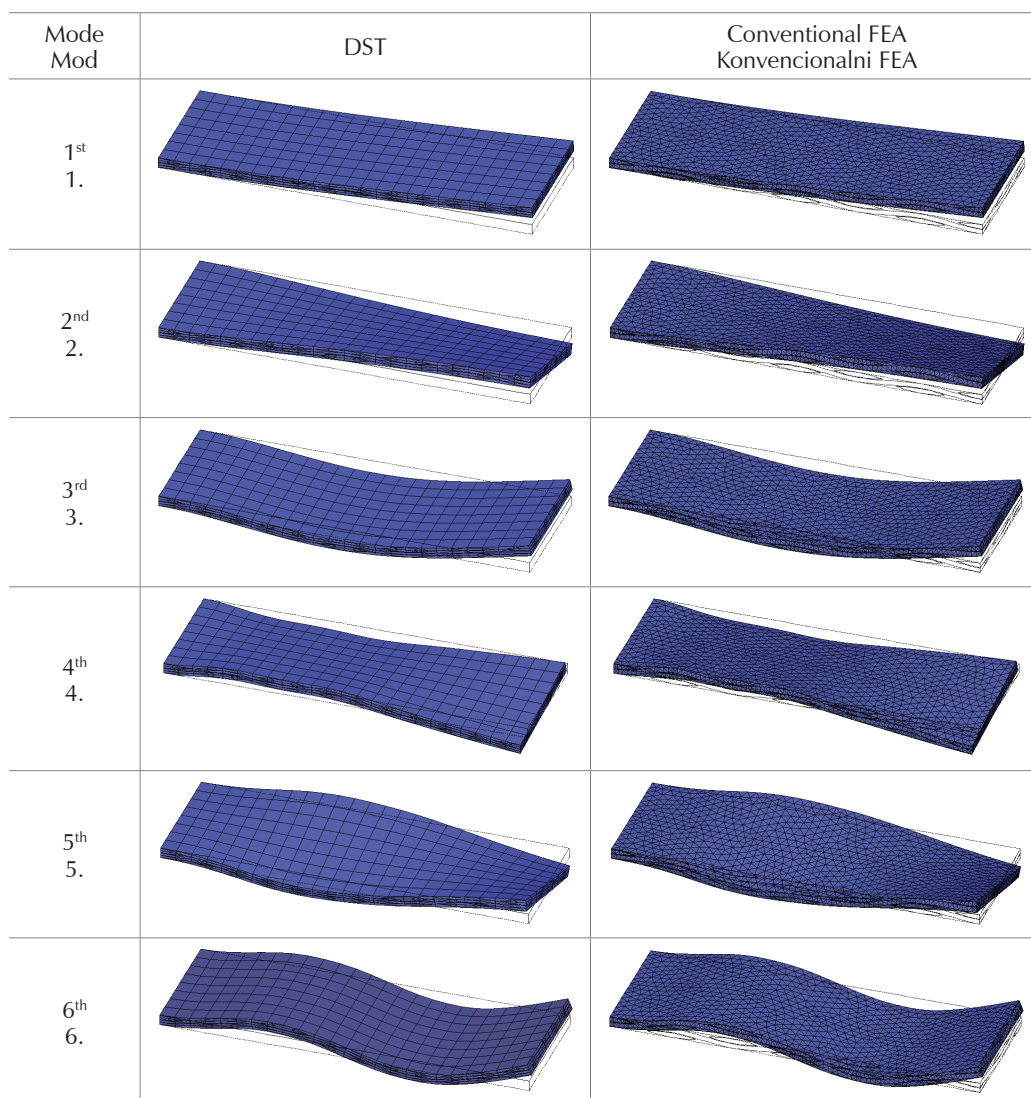 Mode
Mod
DST
Conventional FEA
Konvencionalni FEA
1st
1.
2nd
2.
3rd
3.
4th
4.
5th
5.
6th
6.